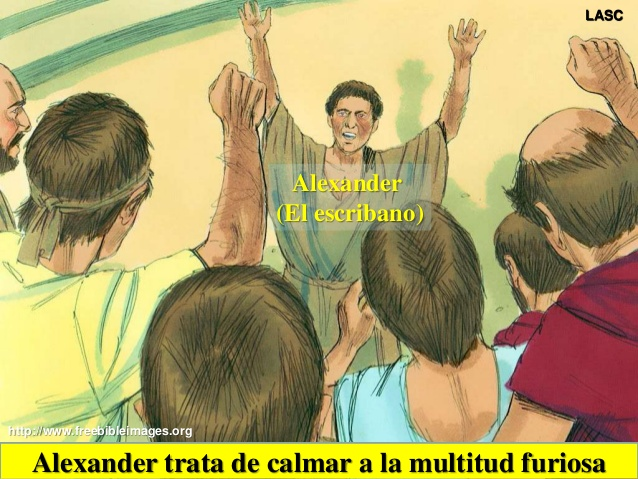 LASC
Alexander
(El escribano)
http://www.freebibleimages.org
Alexander trata de calmar a la multitud furiosa